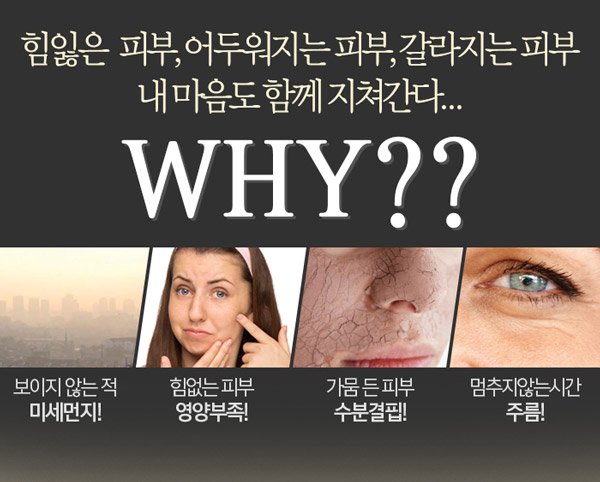 힘잃은 피부, 어두워지는 피부, 갈라지는 피부
내 마음도 함께 지쳐간다...
WHY??
보이지 않는 적
미세먼지!
힘없는 피부
영양부족!
가뭄 든 피부
수분결핍!
멈추지않는시간
주름!